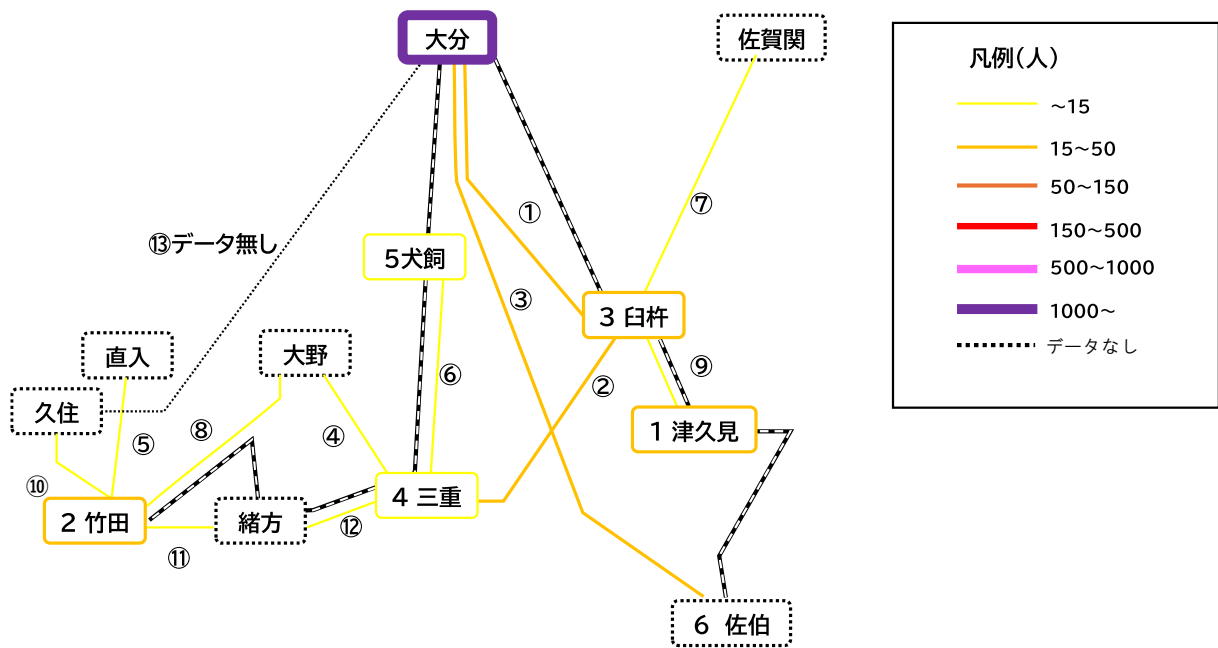 大分
佐賀関
凡例(人)
～15
15～50
50～150
150～500
500～1000
1000～
データなし
①
⑦
⑬データ無し
5犬飼
③
3 臼杵
直入
大野
⑥
②
⑨
久住
⑤
⑧
④
1 津久見
⑩
2 竹田
緒方
4 三重
⑫
⑪
6 佐伯